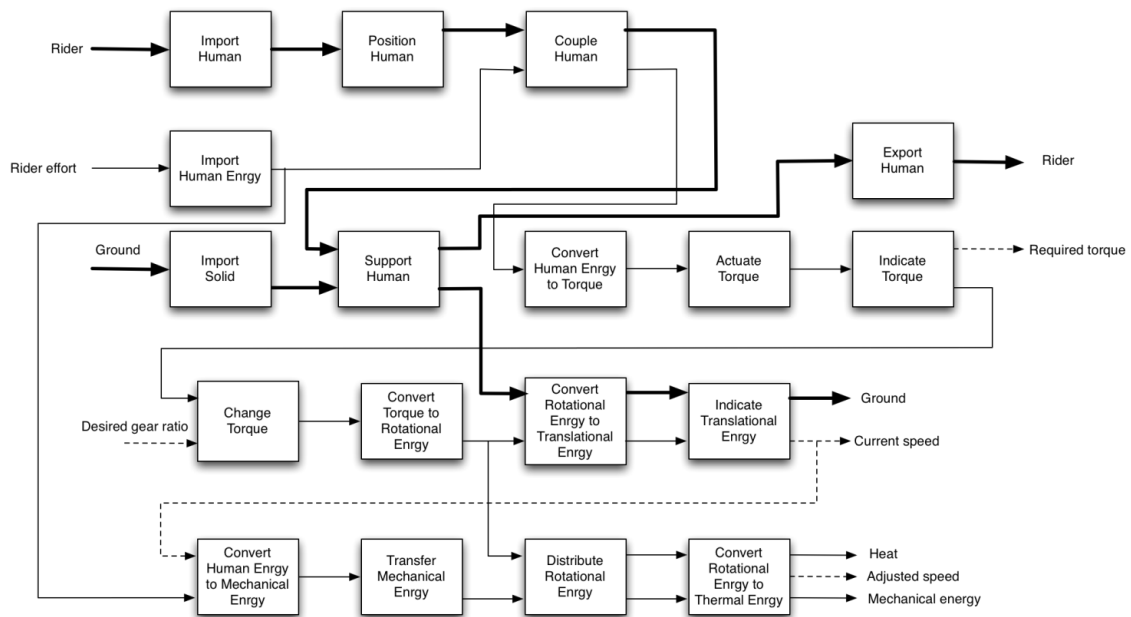 Rider
Import
Human
Position
Human
Couple
Human
Rider effort
Import
Human Enrgy
Export
Human
Rider
Ground
Import
Solid
Support
Human
Convert
Human Enrgy
to Torque
Actuate
Torque
Indicate
Torque
Required torque
Desired gear ratio
Change
Torque
Convert
Torque to
Rotational
Enrgy
Convert
Rotational
Enrgy to
Translational
Enrgy
Indicate
Translational
Enrgy
Ground
Current speed
Convert
Human Enrgy
to Mechanical
Enrgy
Transfer
Mechanical
Enrgy
Distribute
Rotational
Enrgy
Convert
Rotational
Enrgy to
Thermal Enrgy
Heat
Adjusted speed
Mechanical energy